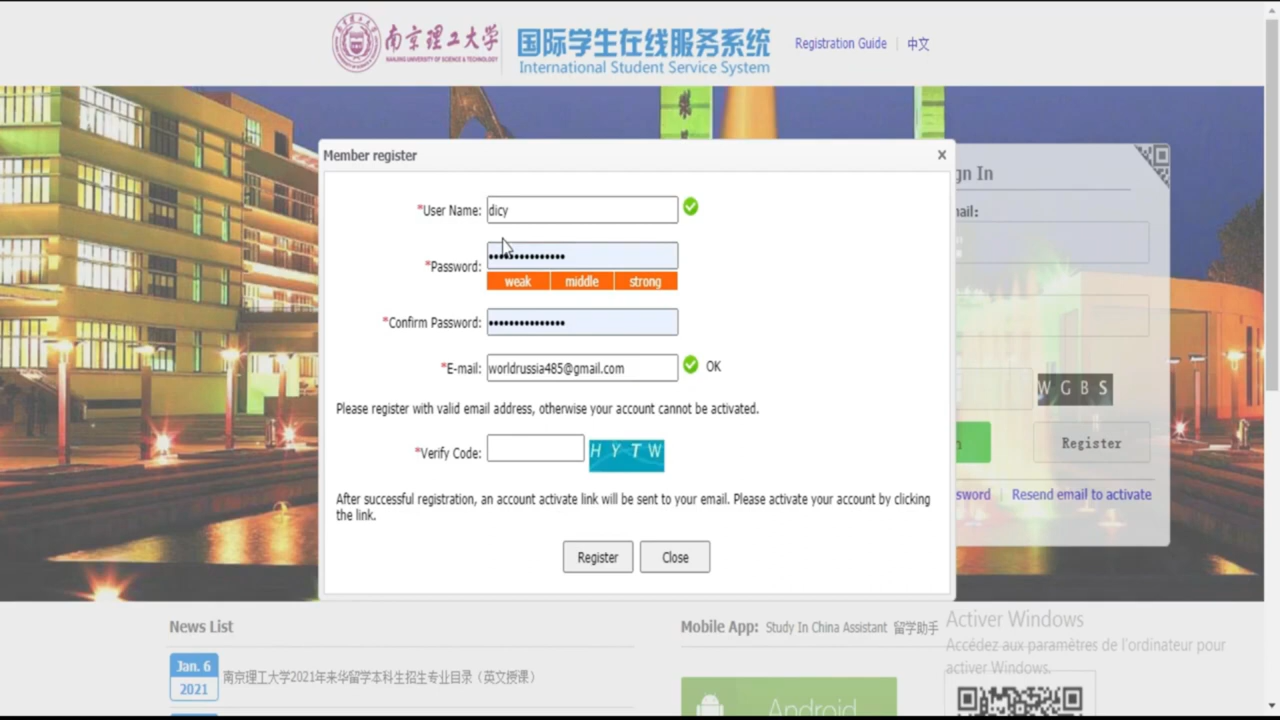 南京理工大学
NANJING UNIVERSITY OF SCIENCE & TECHNOLOGY
国际学生在线服务系统
International Student Service System
Registration Guide | 中文
Member register x
gn In
*User Name: dicy
ail:
*Password: •••••••••••••••
weak middle strong
*Confirm Password: •••••••••••••••
*E-mail: worldrussia485@gmail.com OK
W G B S
Please register with valid email address, otherwise your account cannot be activated.
*Verify Code: H Y T W
Register
After successful registration, an account activate link will be sent to your email. Please activate your account by clicking
the link.
sword | Resend email to activate
Register Close
News List
Mobile App: Study In China Assistant 留学助手
Activer Windows
Accédez aux paramètres de l'ordinateur pour
activer Windows.
Jan. 6
2021
南京理工大学2021年来华留学本科生招生专业目录（英文授课）
Android